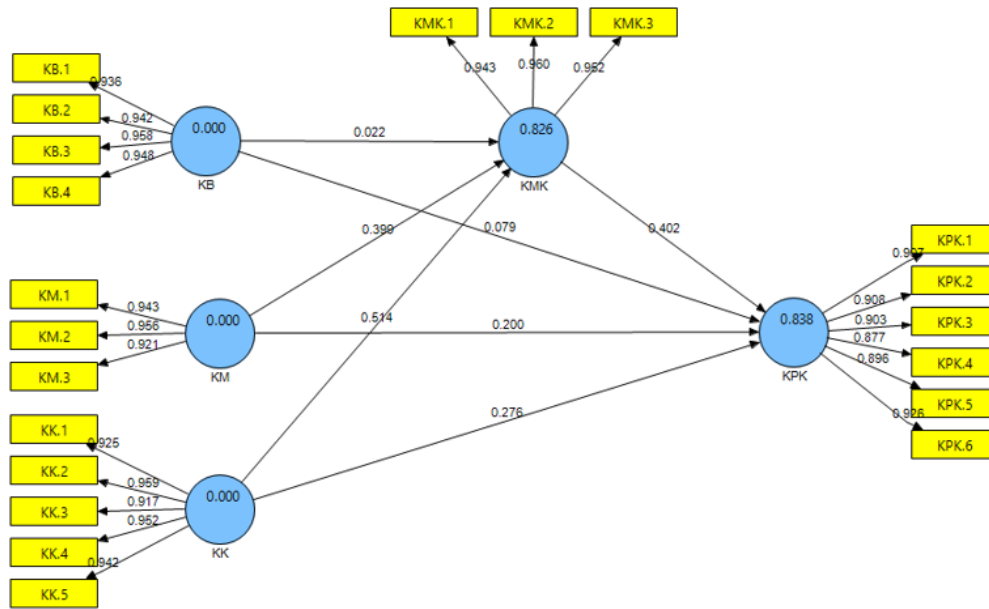 KMK.1 KMK.2 KMK.3
0.943 0.960 0.952
KB.1
KB.2
KB.3
KB.4
0.936
0.942
0.958
0.948
0.000
KB
0.022
0.826
KMK
0.399
0.079
0.402
0.514
KM.1
KM.2
KM.3
0.943
0.956
0.921
0.000
KM
0.200
0.838
KPK
0.907
0.908
0.903
0.877
0.896
0.926
KPK.1
KPK.2
KPK.3
KPK.4
KPK.5
KPK.6
KK.1
KK.2
KK.3
KK.4
KK.5
0.925
0.959
0.917
0.952
0.942
0.000
KK
0.276